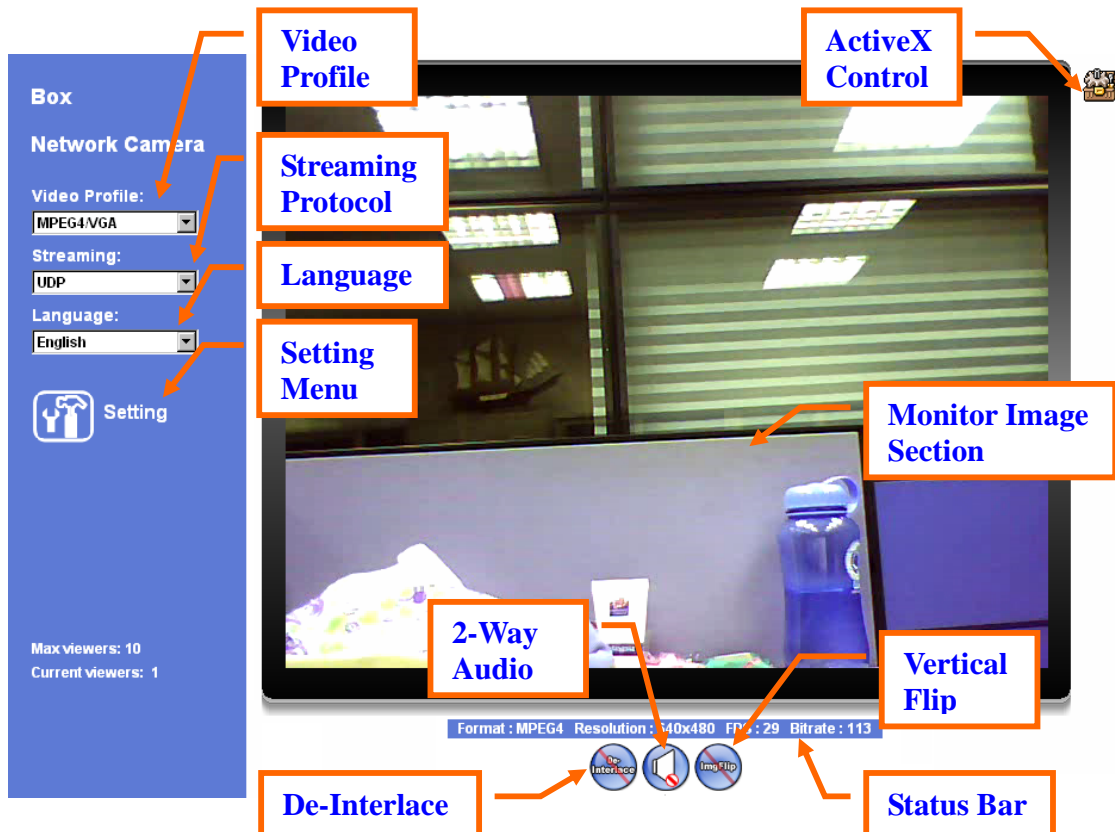 Video
Profile
ActiveX
Control
Box
Network Camera
Streaming
Protocol
Video Profile:
MPEG4/VGA
Streaming:
UDP
Language
Language:
English
Setting
Menu
Setting
Monitor Image
Section
2-Way
Audio
Vertical
Flip
Max viewers: 10
Current viewers: 1
Format : MPEG4 Resolution : 640x480 FPS : 29 Bitrate : 113
De-
Interlace
ImgFlip
De-Interlace
Status Bar